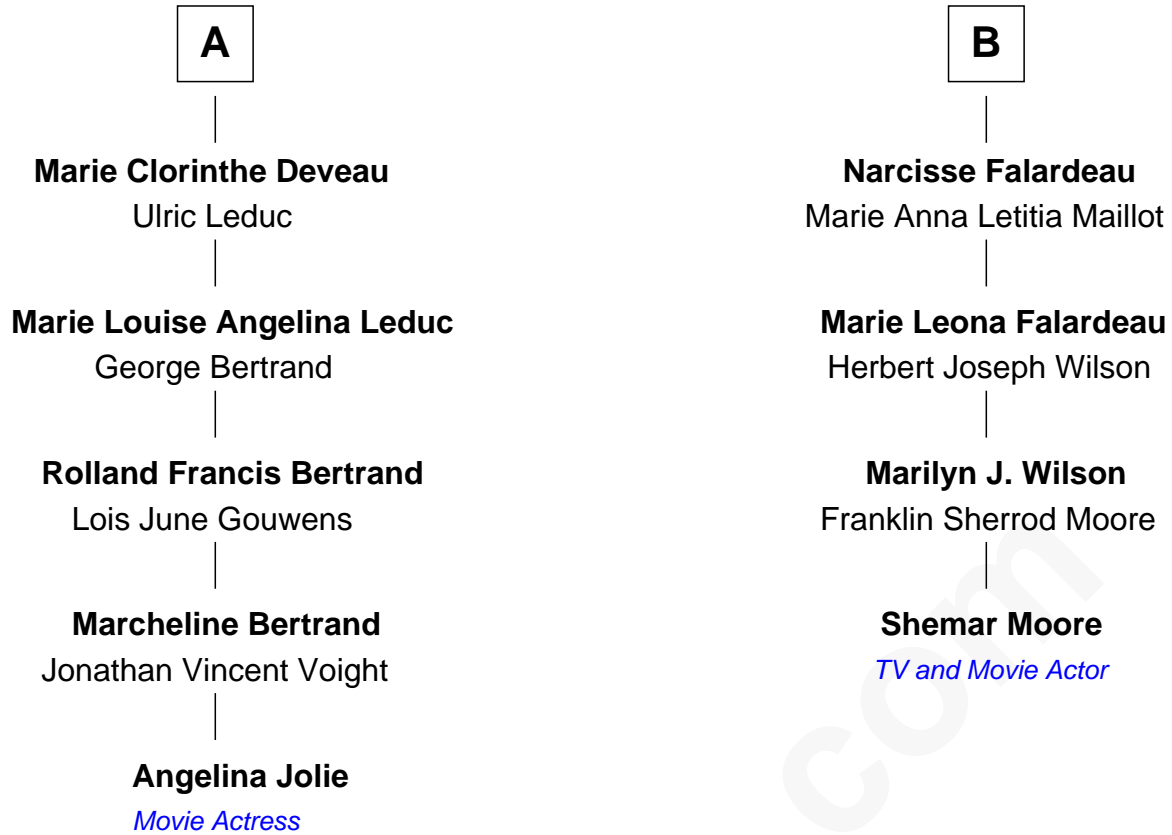 A
Marie Clorinthe Deveau
Ulric Leduc
Marie Louise Angelina Leduc
George Bertrand
Rolland Francis Bertrand
Lois June Gouwens
Marcheline Bertrand
Jonathan Vincent Voight
Angelina Jolie
Movie Actress
B
Narcisse Falardeau
Marie Anna Letitia Maillot
Marie Leona Falardeau
Herbert Joseph Wilson
Marilyn J. Wilson
Franklin Sherrod Moore
Shemar Moore
TV and Movie Actor
com